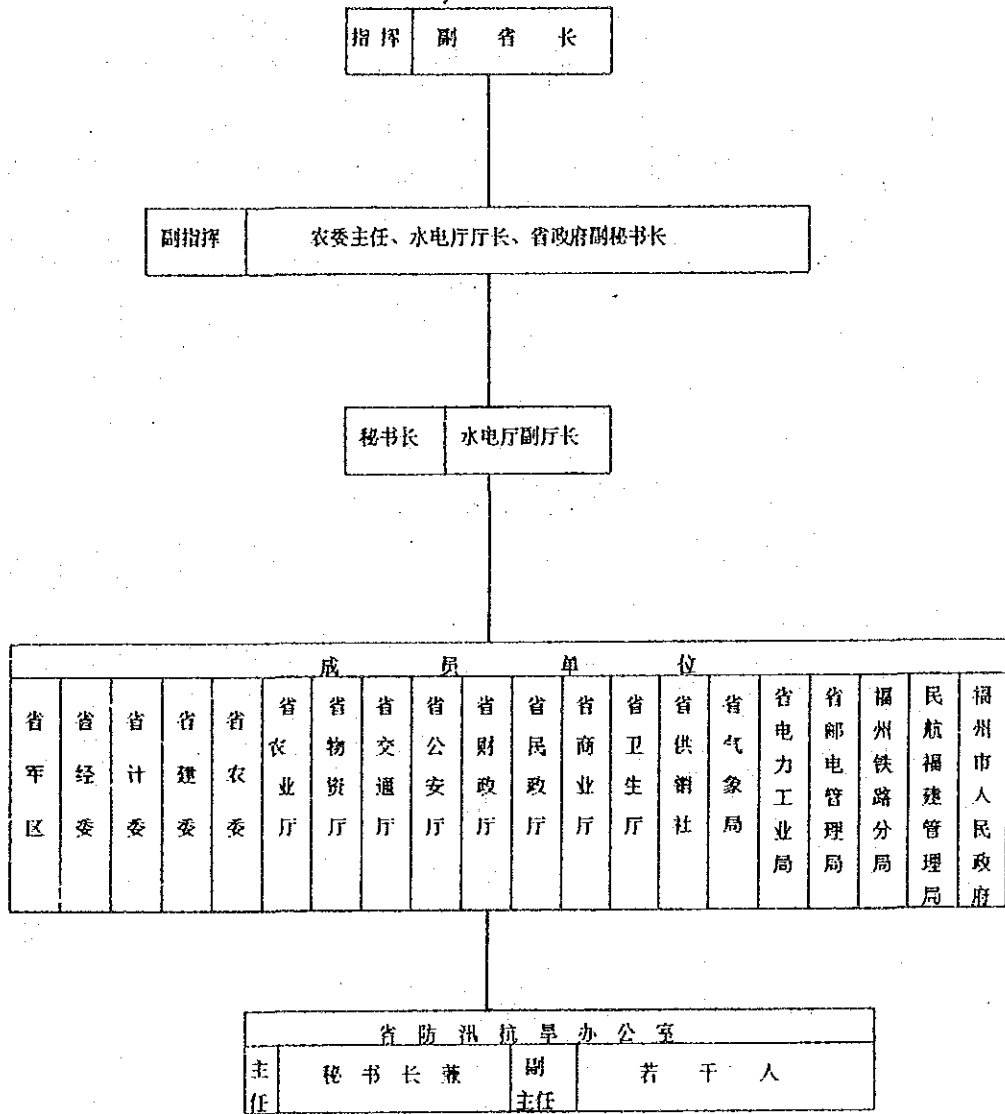 指挥 副省长
副指挥 农委主任、水电厅厅长、省政府副秘书长
秘书长 水电厅副厅长
成员单位
省军区
省经委
省计委
省建委
省农委
省农业厅
省物资厅
省交通厅
省公安厅
省财政厅
省民政厅
省商业厅
省卫生厅
省供销社
省气象局
省电力工业局
省邮电管理局
福州铁路分局
民航福建管理局
福州市人民政府
省防汛抗旱办公室
主任 秘书长兼 副主任 若干人